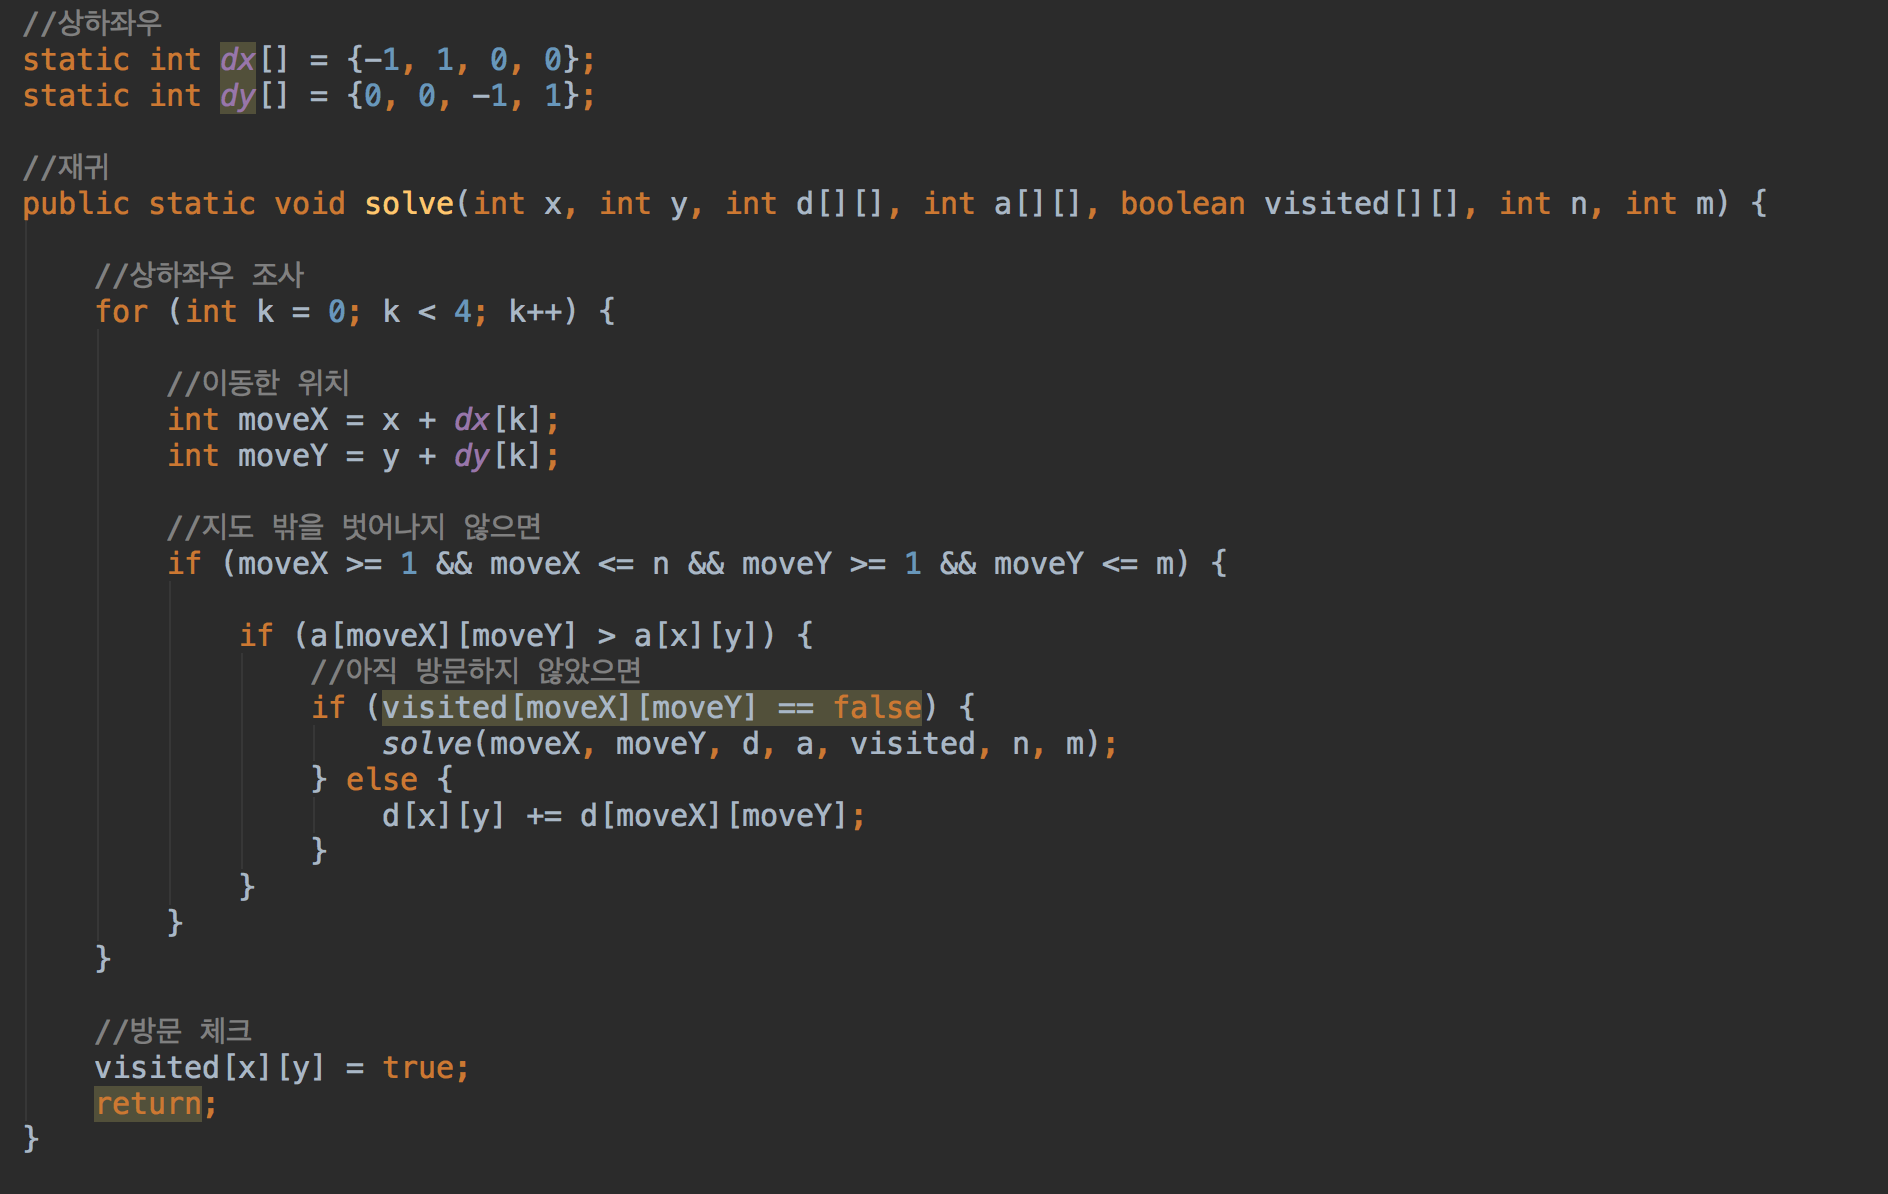 //상하좌우
static int dx[] = {-1, 1, 0, 0};
static int dy[] = {0, 0, -1, 1};
//재귀
public static void solve(int x, int y, int d[][], int a[][], boolean visited[][], int n, int m) {
//상하좌우 조사
for (int k = 0; k < 4; k++) {
//이동한 위치
int moveX = x + dx[k];
int moveY = y + dy[k];
//지도 밖을 벗어나지 않으면
if (moveX >= 1 && moveX <= n && moveY >= 1 && moveY <= m) {
if (a[moveX][moveY] > a[x][y]) {
//아직 방문하지 않았으면
if (visited[moveX][moveY] == false) {
solve(moveX, moveY, d, a, visited, n, m);
} else {
d[x][y] += d[moveX][moveY];
}
}
}
}
//방문 체크
visited[x][y] = true;
return;
}